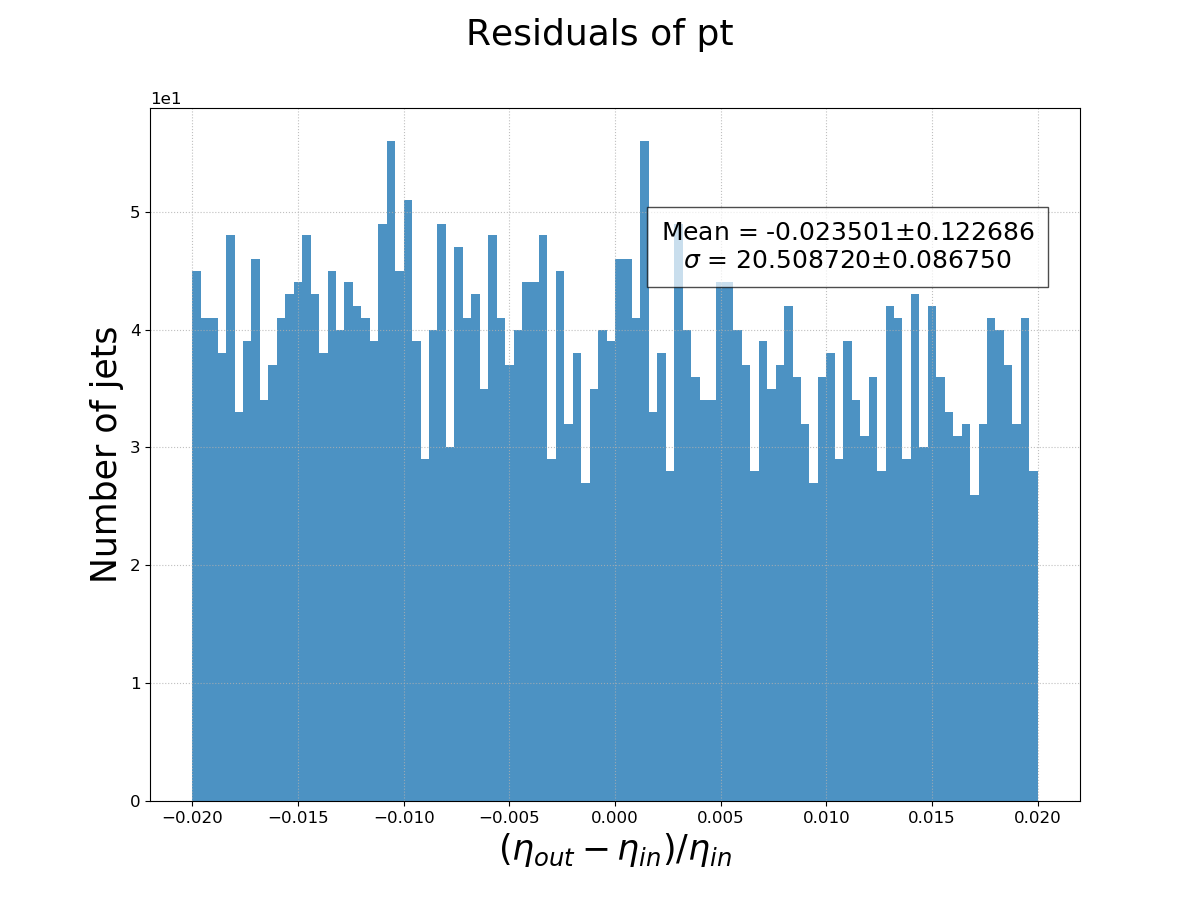 Residuals of pt
1e1
5
4
3
2
1
0
Mean = -0.023501±0.122686
σ = 20.508720±0.086750
Number of jets
−0.020 −0.015 −0.010 −0.005 0.000 0.005 0.010 0.015 0.020
(η_out − η_in)/η_in